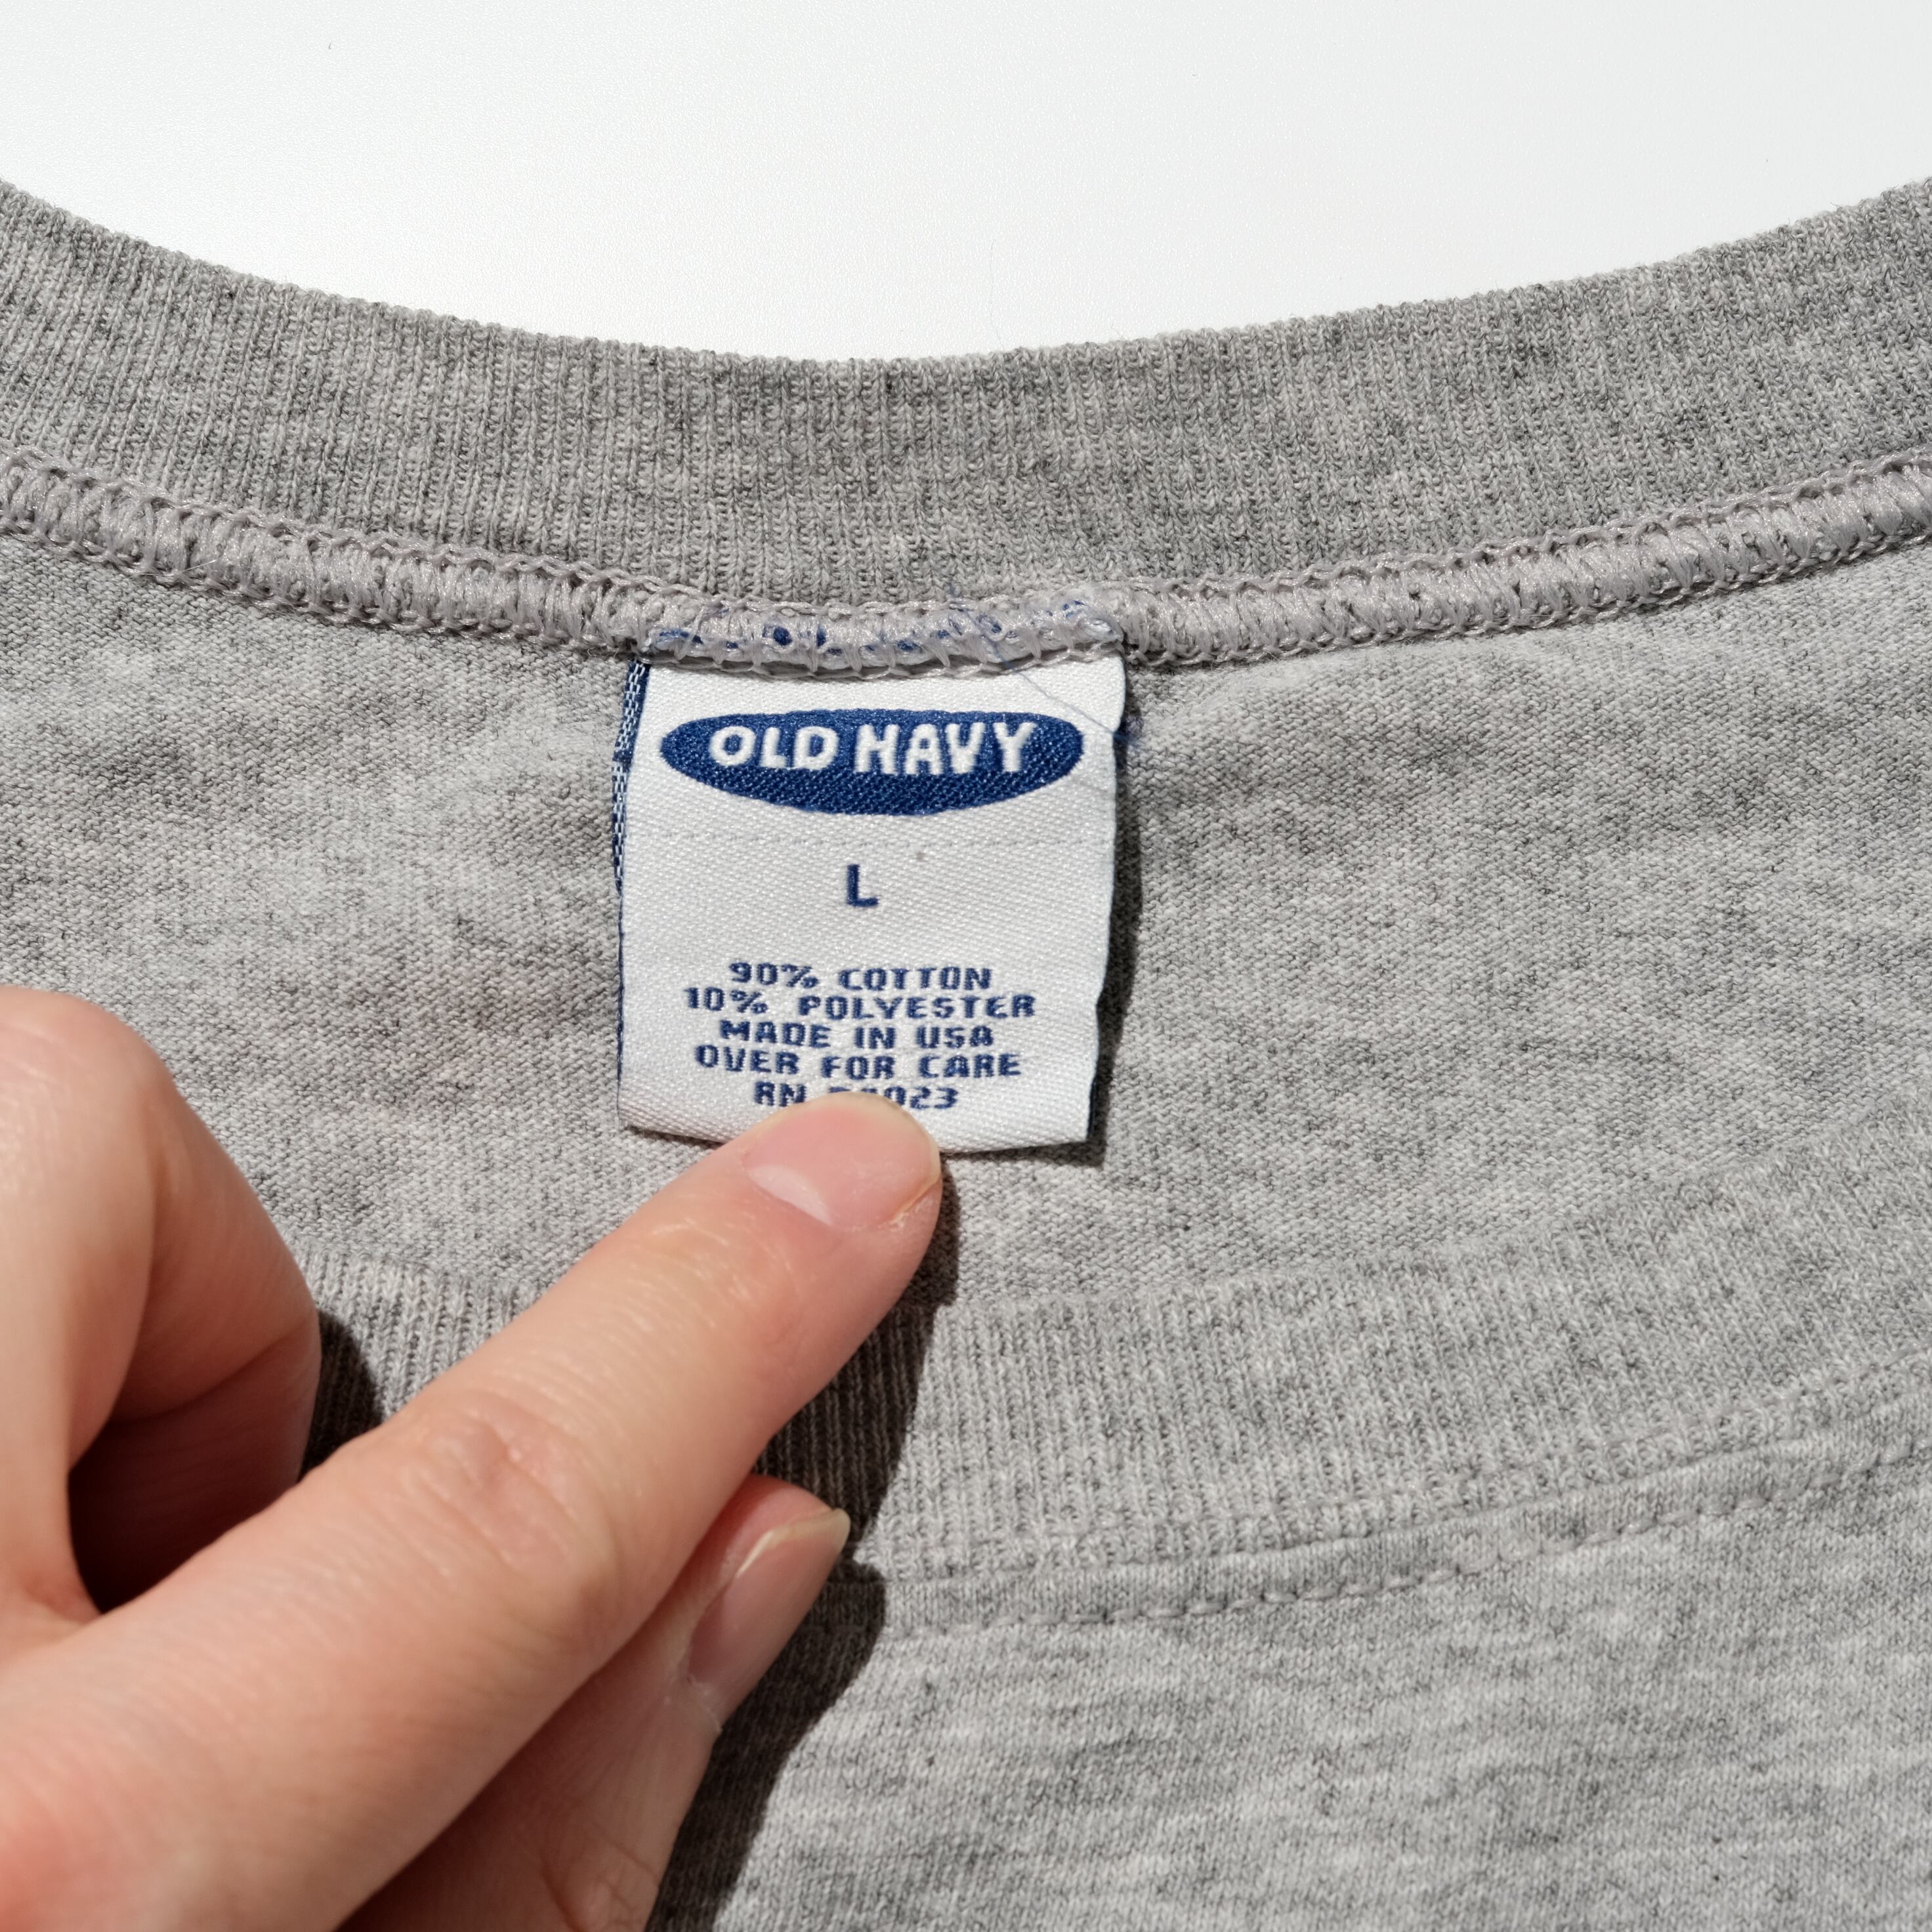 OLD NAVY
L
90% COTTON
10% POLYESTER
MADE IN USA
OVER FOR CARE
RN